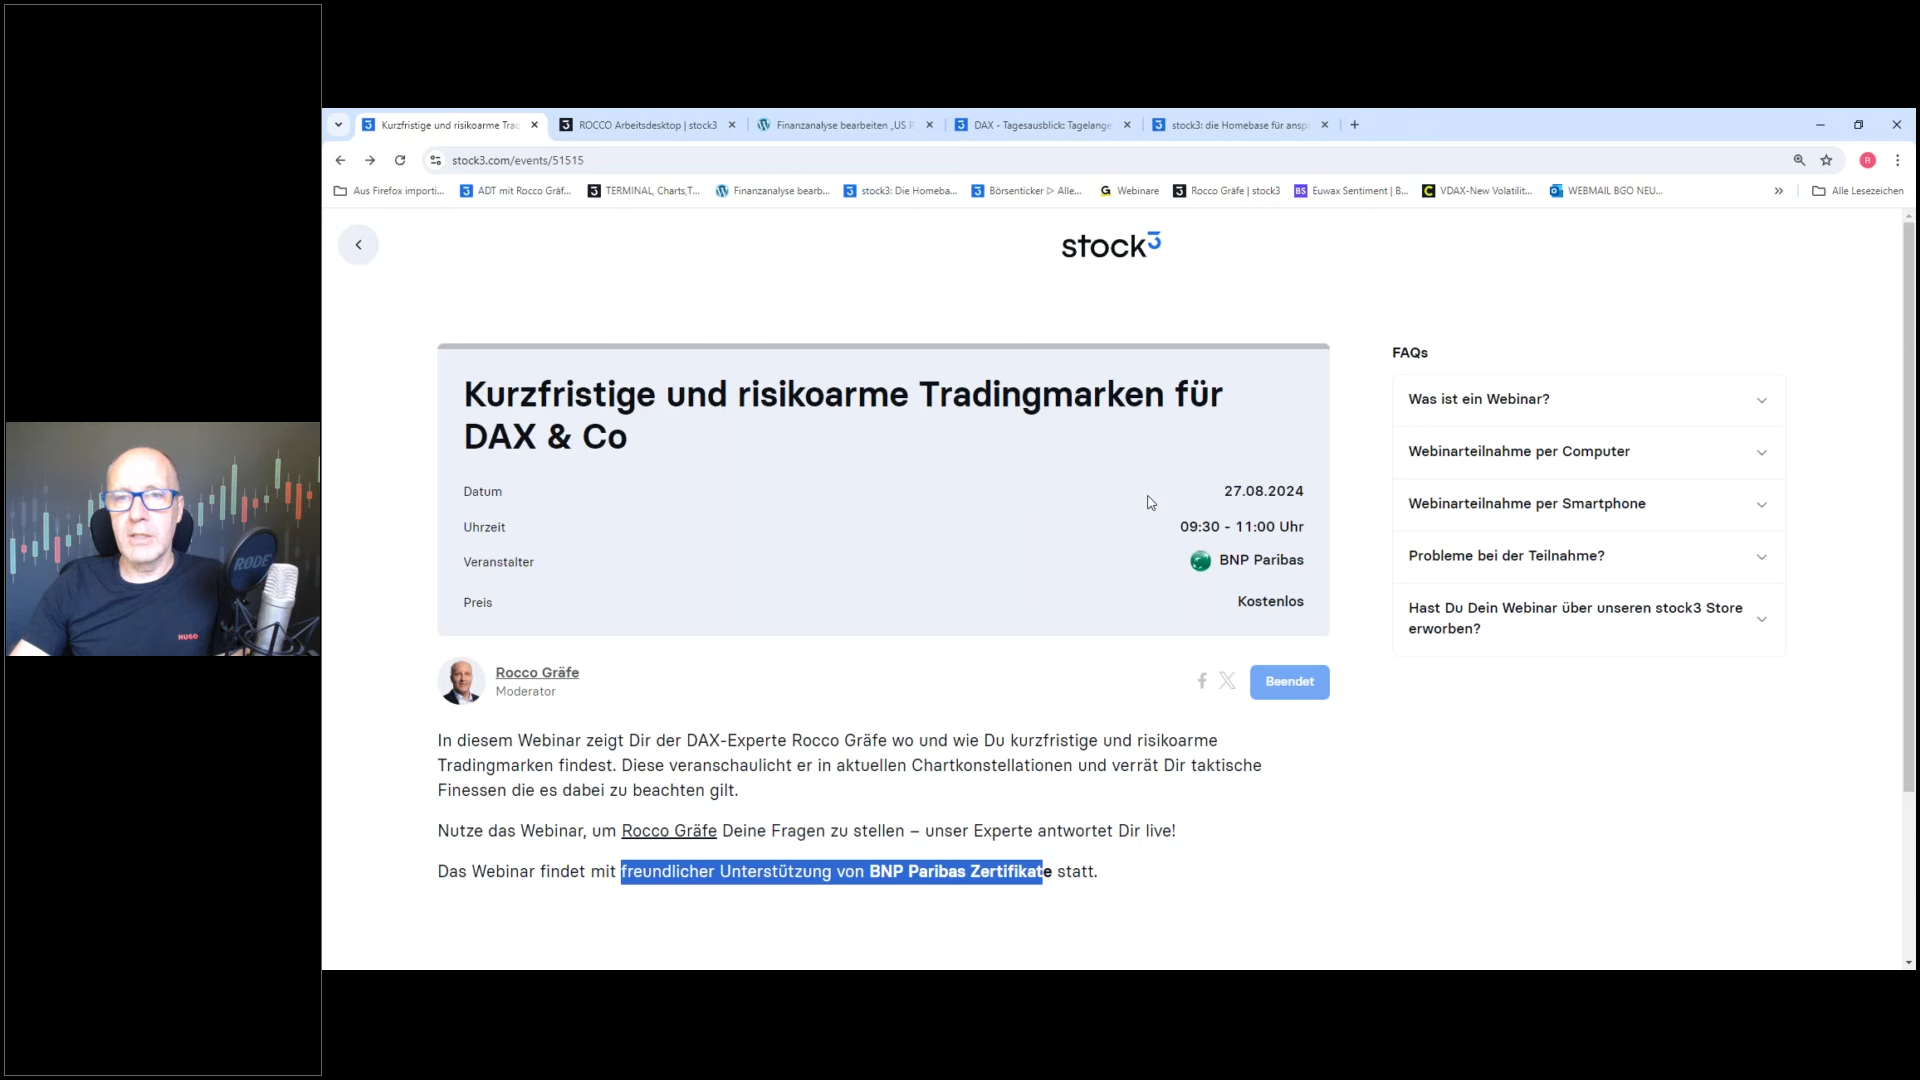 Kurzfristige und risikoarme Trac
ROCCO Arbeitsdesktop | stock3
Finanzanalyse bearbeiten „US F
DAX - Tagesausblick: Tagelange
stock3: die Homebase für anspr
stock3.com/events/51515
R
Aus Firefox importi...
ADT mit Rocco Gräf...
TERMINAL, Charts,T...
Finanzanalyse bearb...
stock3: Die Homeba...
Börsenticker ▷ Alle...
Webinare
Rocco Gräfe | stock3
Euwax Sentiment | B...
VDAX-New Volatilit...
WEBMAIL BGO NEU...
Alle Lesezeichen
stock3
Kurzfristige und risikoarme Tradingmarken für
DAX & Co
Datum 27.08.2024
Uhrzeit 09:30 - 11:00 Uhr
Veranstalter BNP Paribas
Preis Kostenlos
Rocco Gräfe
Moderator
Beendet
In diesem Webinar zeigt Dir der DAX-Experte Rocco Gräfe wo und wie Du kurzfristige und risikoarme
Tradingmarken findest. Diese veranschaulicht er in aktuellen Chartkonstellationen und verrät Dir taktische
Finessen die es dabei zu beachten gilt.
Nutze das Webinar, um Rocco Gräfe Deine Fragen zu stellen – unser Experte antwortet Dir live!
Das Webinar findet mit freundlicher Unterstützung von BNP Paribas Zertifikate statt.
FAQs
Was ist ein Webinar?
Webinarteilnahme per Computer
Webinarteilnahme per Smartphone
Probleme bei der Teilnahme?
Hast Du Dein Webinar über unseren stock3 Store
erworben?
RODE
HUGO